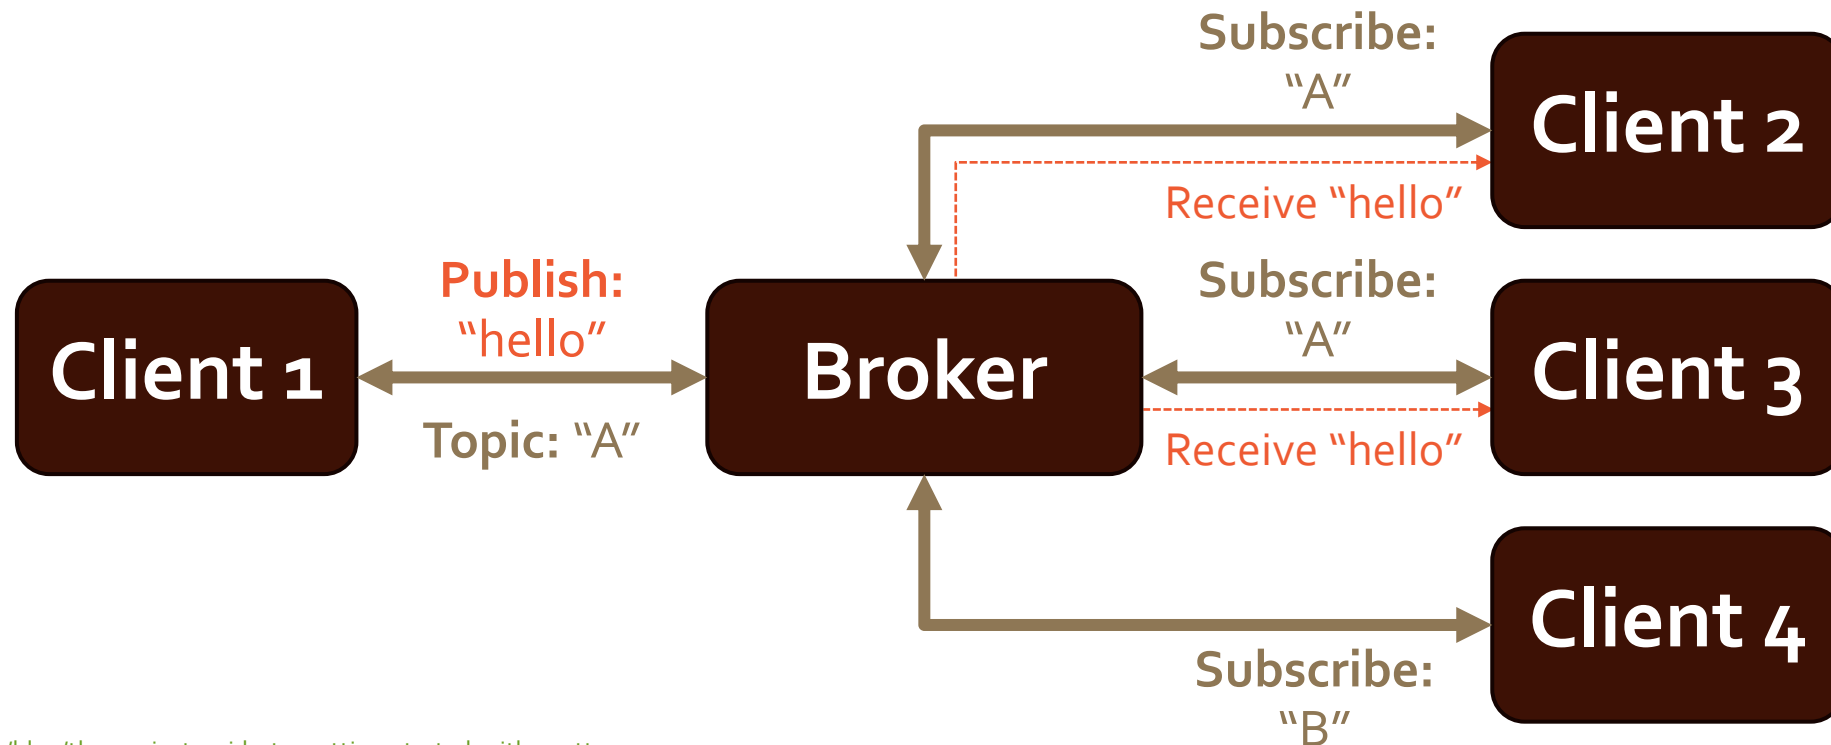 Subscribe:
“A”
Client 2
Receive “hello”
Publish:
“hello”
Subscribe:
“A”
Client 1
Broker
Client 3
Topic: “A”
Receive “hello”
Client 4
Subscribe:
“B”